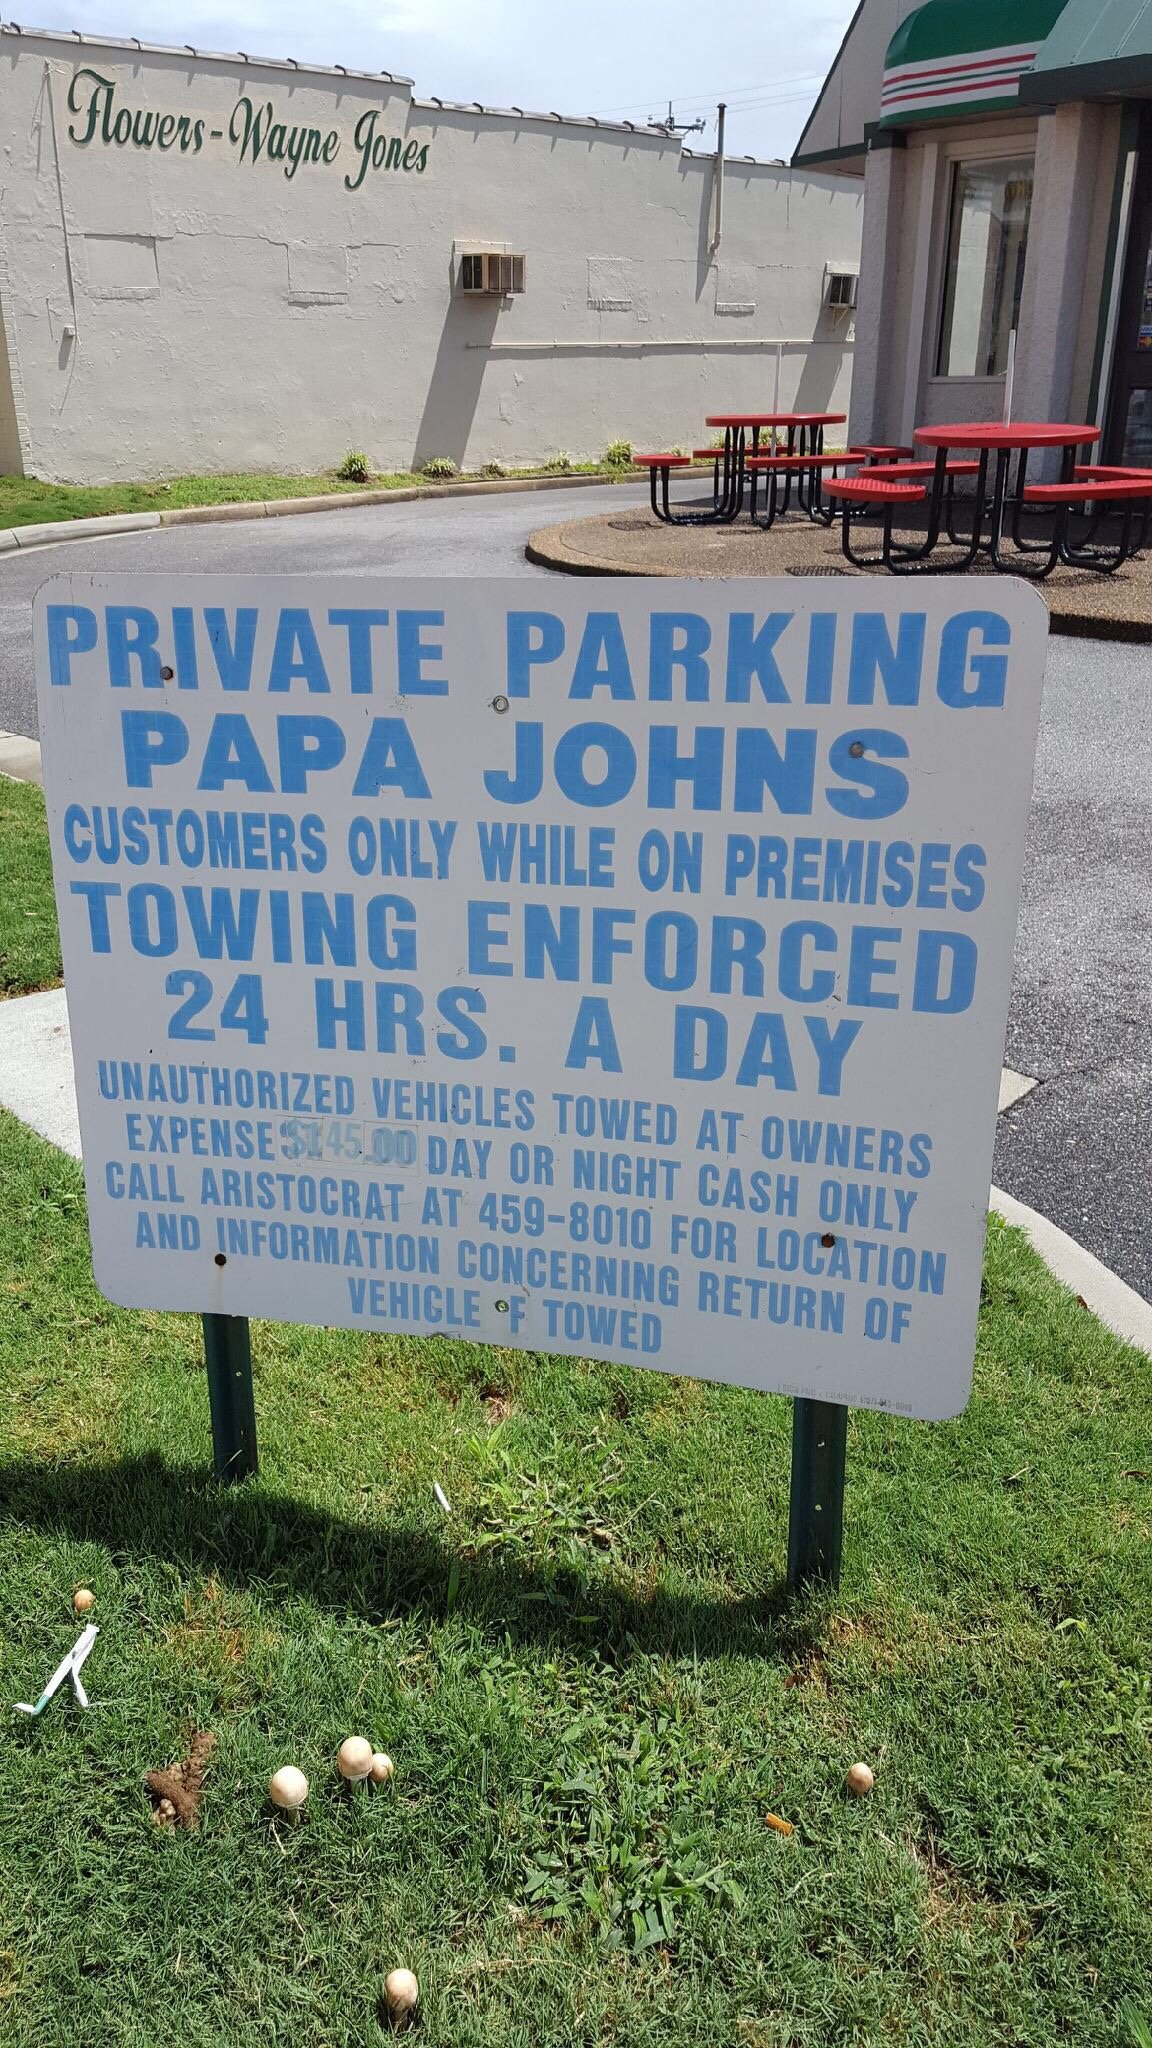 Flowers-Wayne Jones
PRIVATE PARKING
PAPA JOHNS
CUSTOMERS ONLY WHILE ON PREMISES
TOWING ENFORCED
24 HRS. A DAY
UNAUTHORIZED VEHICLES TOWED AT OWNERS
EXPENSE $145.00 DAY OR NIGHT CASH ONLY
CALL ARISTOCRAT AT 459-8010 FOR LOCATION
AND INFORMATION CONCERNING RETURN OF
VEHICLE F TOWED